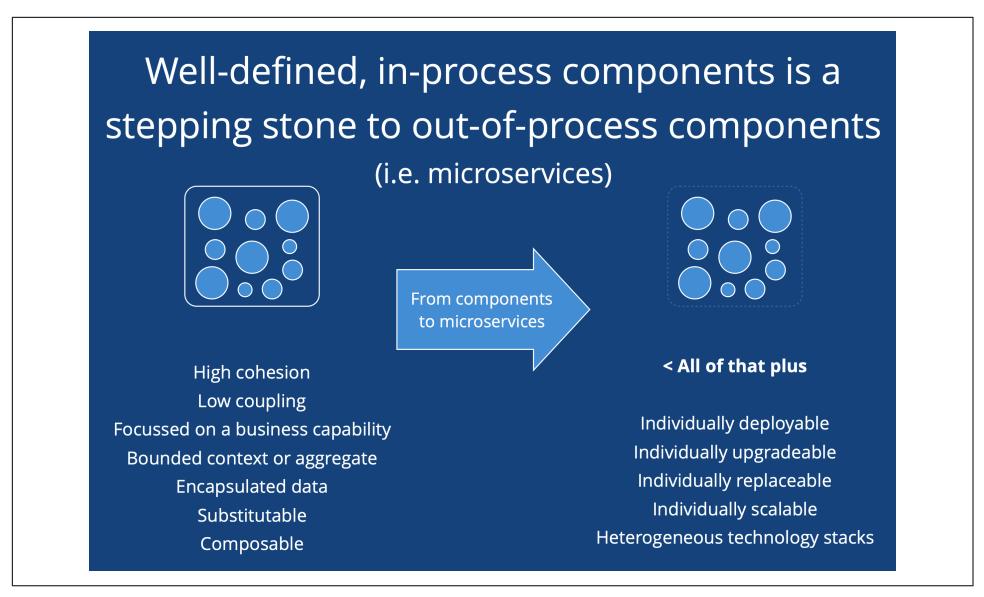 Well-defined, in-process components is a
stepping stone to out-of-process components
(i.e. microservices)
From components
to microservices
High cohesion
Low coupling
Focussed on a business capability
Bounded context or aggregate
Encapsulated data
Substitutable
Composable
< All of that plus
Individually deployable
Individually upgradeable
Individually replaceable
Individually scalable
Heterogeneous technology stacks